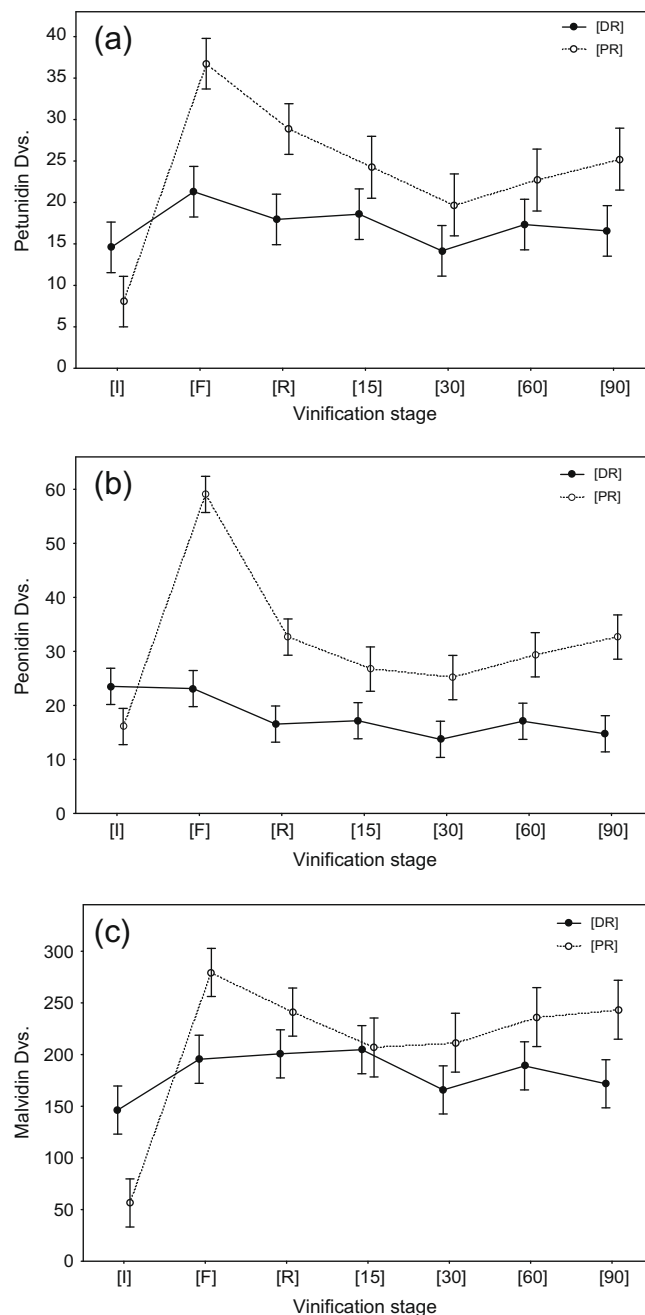 (a)
[DR]
[PR]
Petunidin Dvs.
40
35
30
25
20
15
10
5
0
[I] [F] [R] [15] [30] [60] [90]
Vinification stage
(b)
[DR]
[PR]
Peonidin Dvs.
60
50
40
30
20
10
0
[I] [F] [R] [15] [30] [60] [90]
Vinification stage
(c)
[DR]
[PR]
Malvidin Dvs.
300
250
200
150
100
50
0
[I] [F] [R] [15] [30] [60] [90]
Vinification stage